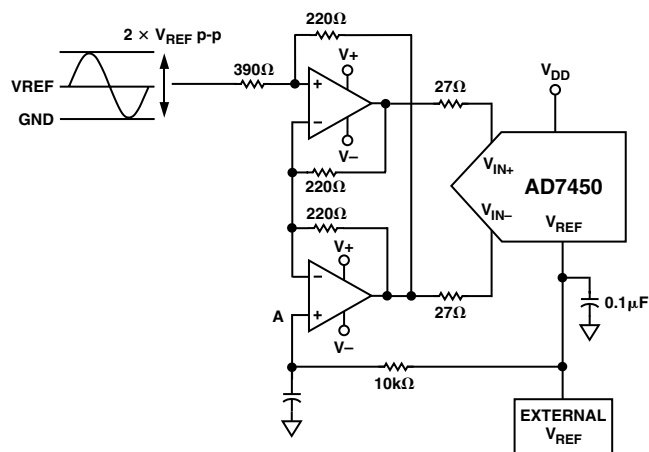 2 × VREF p-p
VREF
GND
390Ω
220Ω
V+
+
–
V–
220Ω
27Ω
VDD
VIN+
AD7450
VIN–
VREF
220Ω
V+
–
A
+
V–
27Ω
0.1μF
10kΩ
EXTERNAL
VREF